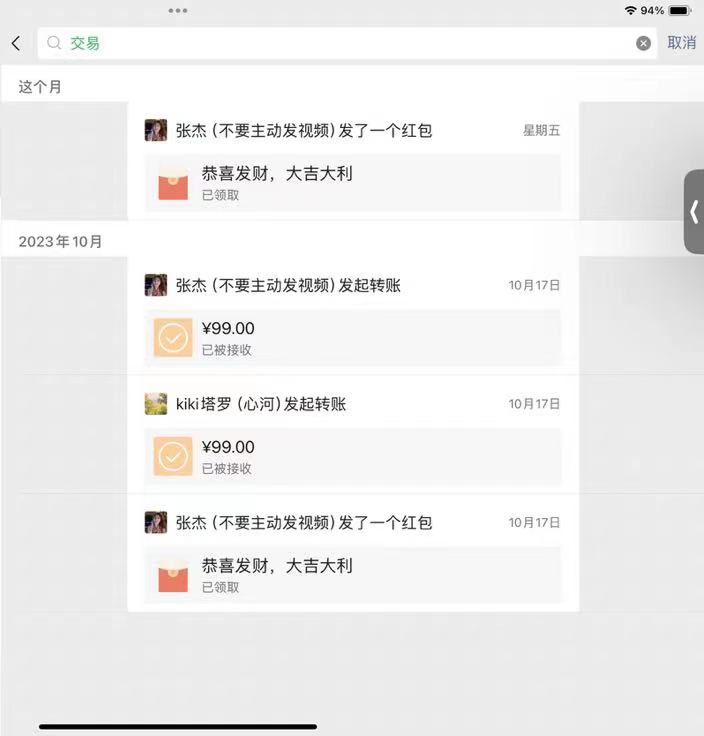 94%
交易
取消
这个月
张杰（不要主动发视频）发了一个红包
星期五
恭喜发财，大吉大利
已领取
2023年10月
张杰（不要主动发视频）发起转账
10月17日
¥99.00
已被接收
kiki塔罗（心河）发起转账
10月17日
¥99.00
已被接收
张杰（不要主动发视频）发了一个红包
10月17日
恭喜发财，大吉大利
已领取